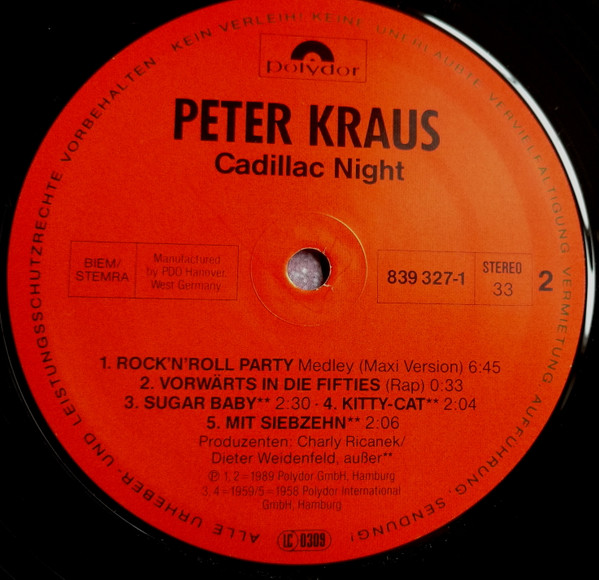 ALLE URHEBER- UND LEISTUNGSSCHUTZRECHTE VORBEHALTEN · KEIN VERLEIH! KEINE UNERLAUBTE VERVIELFÄLTIGUNG, VERMIETUNG, AUFFÜHRUNG, SENDUNG!
polydor
PETER KRAUS
Cadillac Night
BIEM/
STEMRA
Manufactured
by PDO Hanover,
West Germany
839 327-1
STEREO
33
2
1. ROCK'N'ROLL PARTY Medley (Maxi Version) 6:45
2. VORWÄRTS IN DIE FIFTIES (Rap) 0:33
3. SUGAR BABY** 2:30 · 4. KITTY-CAT** 2:04
5. MIT SIEBZEHN** 2:06
Produzenten: Charly Ricanek/
Dieter Weidenfeld, außer**
℗ 1, 2=1989 Polydor GmbH, Hamburg
3, 4=1959/5=1958 Polydor International
GmbH, Hamburg
LC 0309